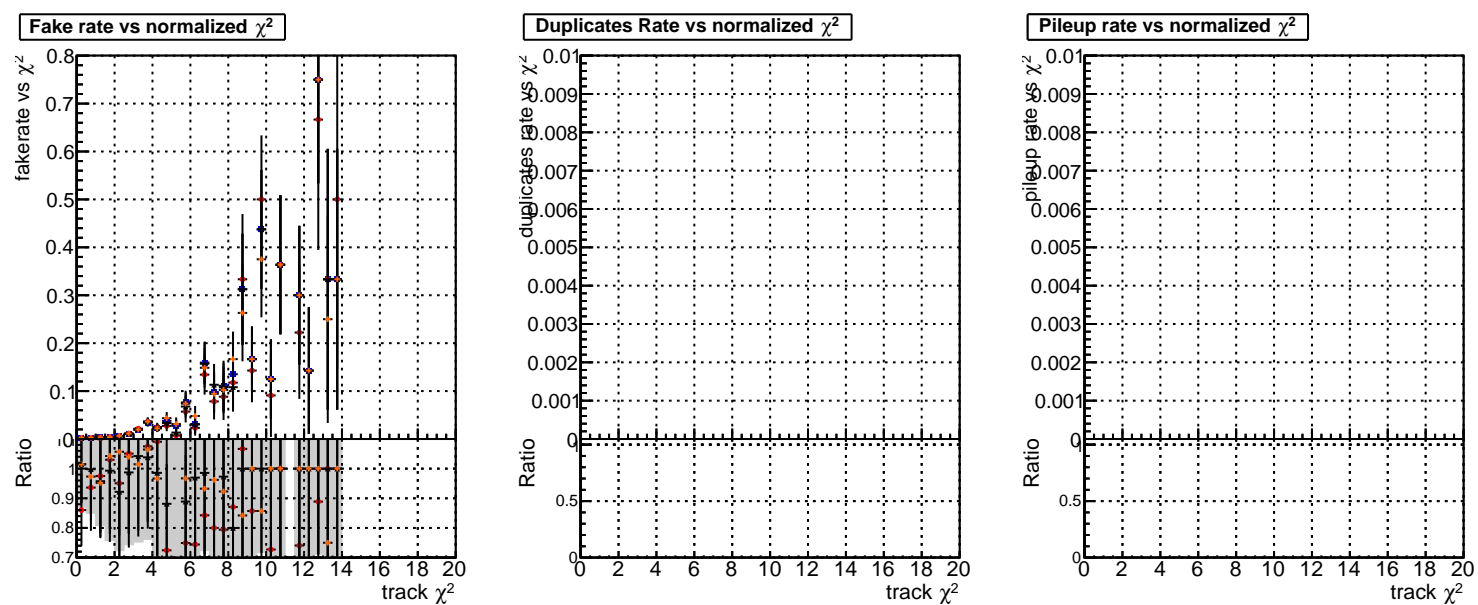 Fake rate vs normalized χ²
fakerate vs χ²
0.8
0.7
0.6
0.5
0.4
0.3
0.2
0.1
0
Ratio
1
0.9
0.8
0.7
0 2 4 6 8 10 12 14 16 18 20
track χ²
Duplicates Rate vs normalized χ²
duplicates rate vs χ²
0.01
0.009
0.008
0.007
0.006
0.005
0.004
0.003
0.002
0.001
0
Ratio
1
0.5
0
0 2 4 6 8 10 12 14 16 18 20
track χ²
Pileup rate vs normalized χ²
pileup rate vs χ²
0.01
0.009
0.008
0.007
0.006
0.005
0.004
0.003
0.002
0.001
0
Ratio
1
0.5
0
0 2 4 6 8 10 12 14 16 18 20
track χ²